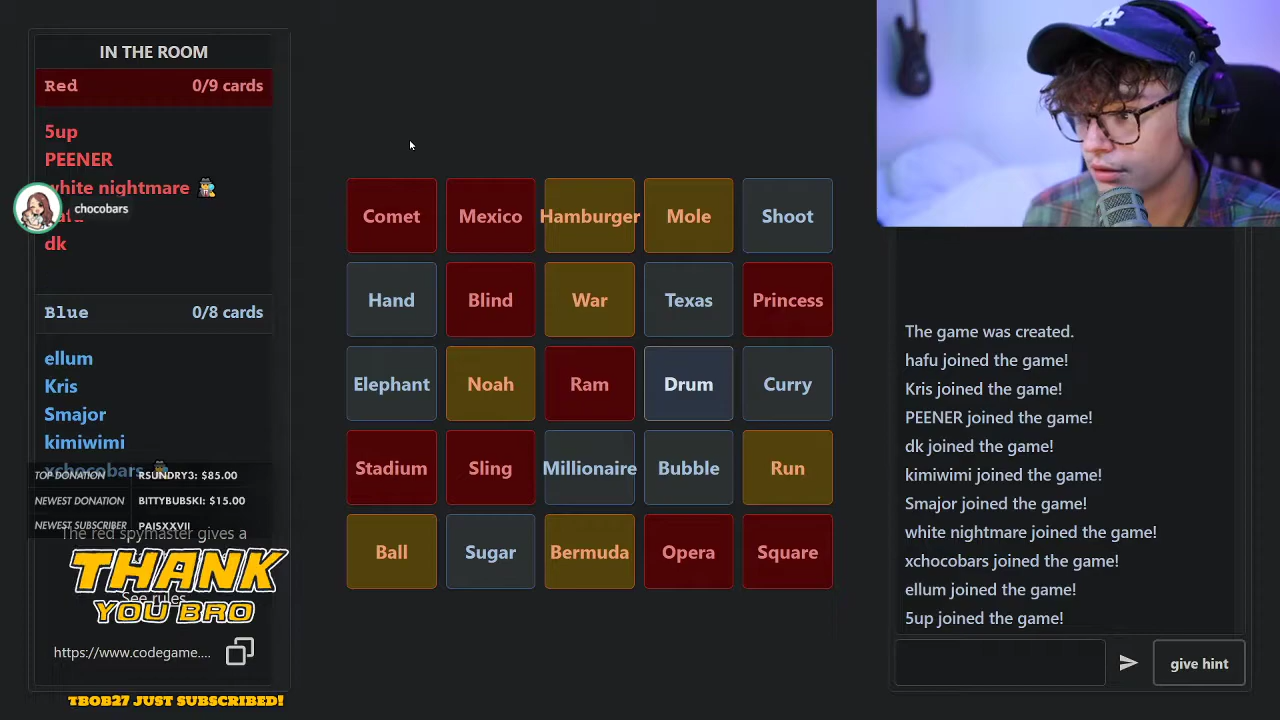 IN THE ROOM
Red 0/9 cards
5up
PEENER
white nightmare
chocobars
dk
Blue 0/8 cards
ellum
Kris
Smajor
kimiwimi
xchocobars
TOP DONATION RSUNDRY3: $85.00
NEWEST DONATION BITTYBUBSKI: $15.00
NEWEST SUBSCRIBER PAISXXVII
The red spymaster gives a
THANK
YOU BRO
See rules
https://www.codegame....
TBOB27 JUST SUBSCRIBED!
Comet Mexico Hamburger Mole Shoot
Hand Blind War Texas Princess
Elephant Noah Ram Drum Curry
Stadium Sling Millionaire Bubble Run
Ball Sugar Bermuda Opera Square
LA
The game was created.
hafu joined the game!
Kris joined the game!
PEENER joined the game!
dk joined the game!
kimiwimi joined the game!
Smajor joined the game!
white nightmare joined the game!
xchocobars joined the game!
ellum joined the game!
5up joined the game!
give hint